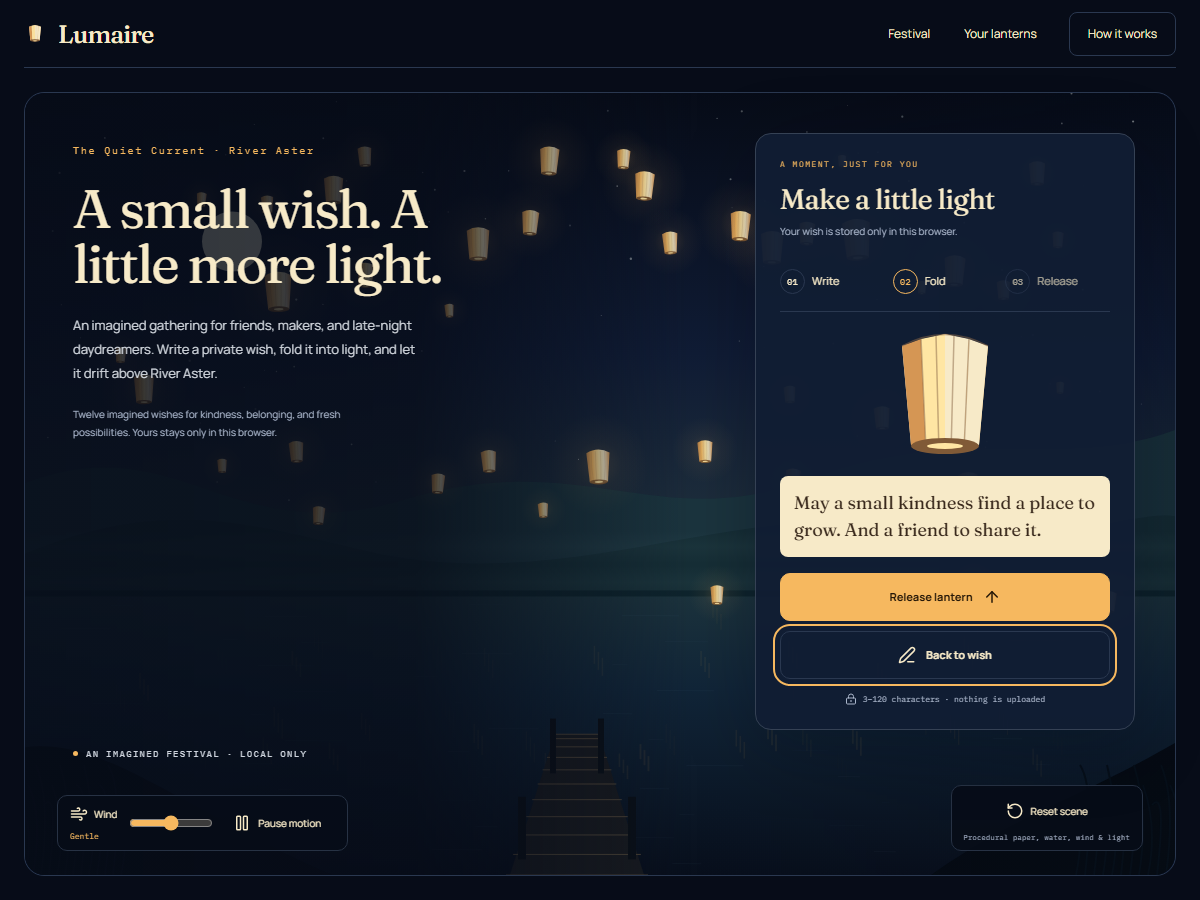 Lumaire
Festival
Your lanterns
How it works
The Quiet Current · River Aster
A small wish. A
little more light.
An imagined gathering for friends, makers, and late-night
daydreamers. Write a private wish, fold it into light, and let
it drift above River Aster.
Twelve imagined wishes for kindness, belonging, and fresh
possibilities. Yours stays only in this browser.
AN IMAGINED FESTIVAL · LOCAL ONLY
Wind
Gentle
Pause motion
A MOMENT, JUST FOR YOU
Make a little light
Your wish is stored only in this browser.
01 Write
02 Fold
03 Release
May a small kindness find a place to
grow. And a friend to share it.
Release lantern
Back to wish
3–120 characters · nothing is uploaded
Reset scene
Procedural paper, water, wind & light